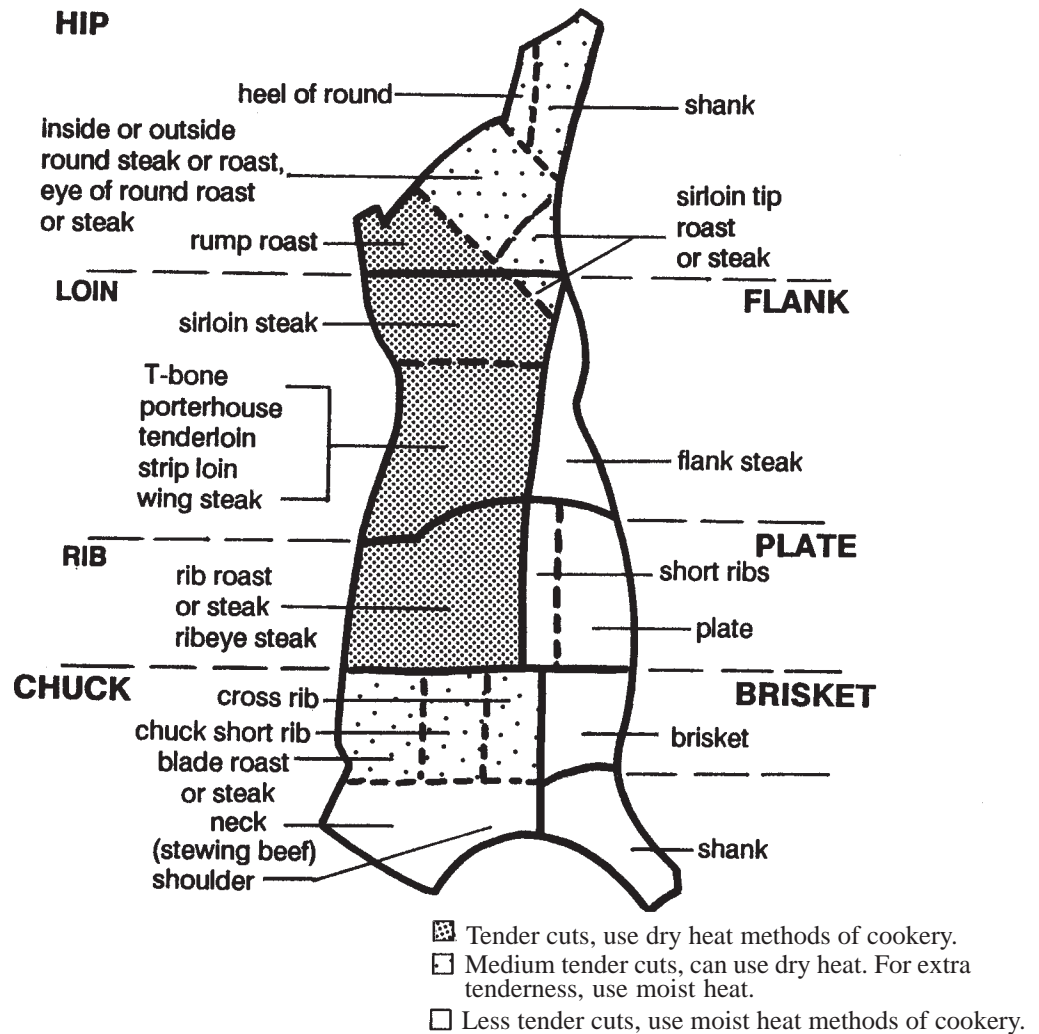 HIP
heel of round
shank
inside or outside
round steak or roast,
eye of round roast
or steak
sirloin tip
roast
or steak
rump roast
LOIN
FLANK
sirloin steak
T-bone
porterhouse
tenderloin
strip loin
wing steak
flank steak
RIB
PLATE
rib roast
or steak
ribeye steak
short ribs
plate
CHUCK
BRISKET
cross rib
chuck short rib
blade roast
or steak
brisket
neck
(stewing beef)
shoulder
shank
Tender cuts, use dry heat methods of cookery.
Medium tender cuts, can use dry heat. For extra
tenderness, use moist heat.
Less tender cuts, use moist heat methods of cookery.